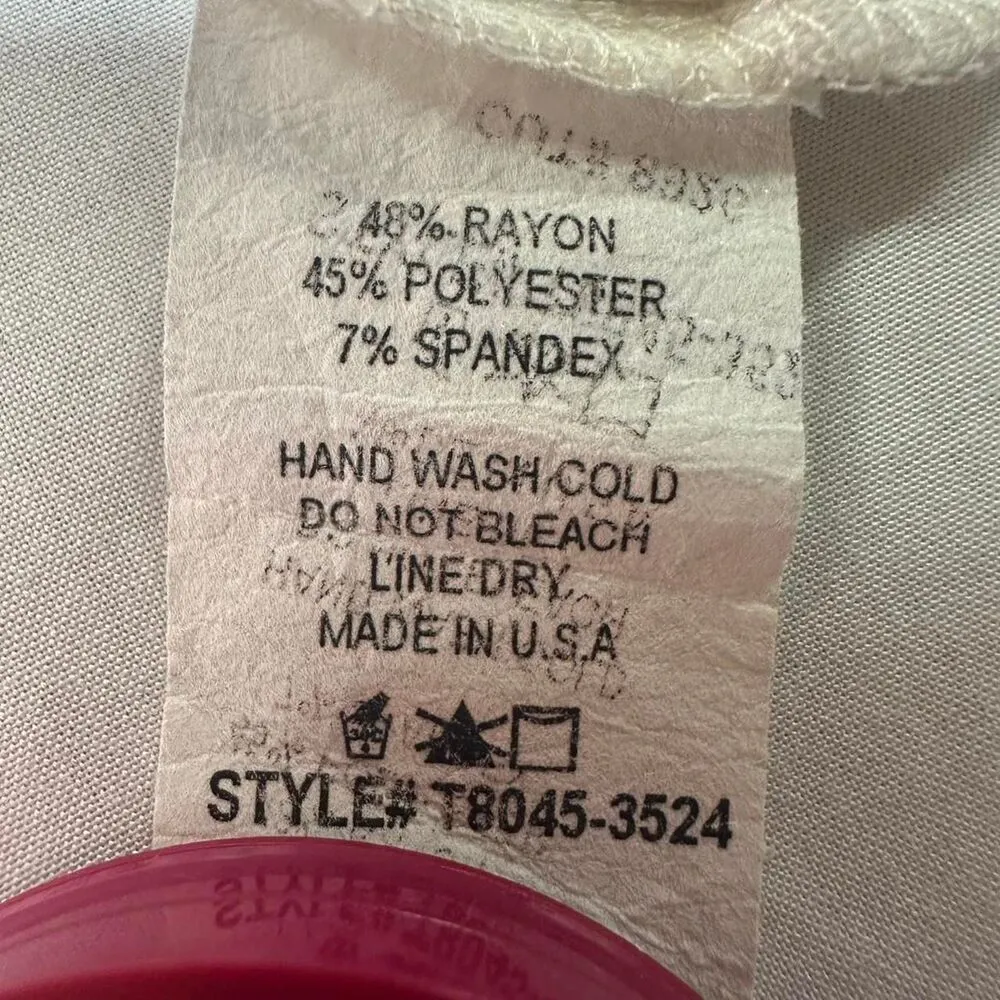 48% RAYON
45% POLYESTER
7% SPANDEX
HAND WASH COLD
DO NOT BLEACH
LINE DRY
MADE IN U.S.A
STYLE# T8045-3524